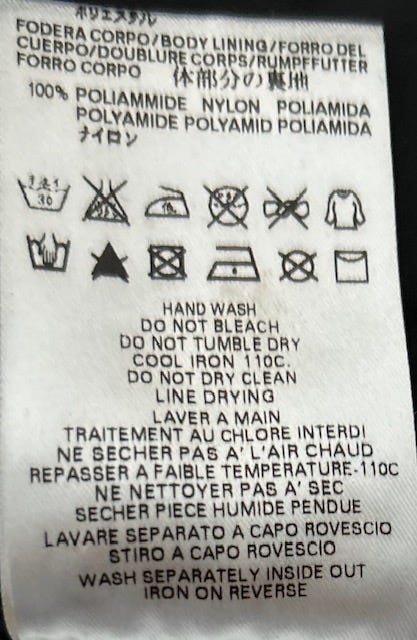 ポリエステル
FODERA CORPO/BODY LINING/FORRO DEL
CUERPO/DOUBLURE CORPS/RUMPFFUTTER
FORRO CORPO 体部分の裏地
100% POLIAMMIDE NYLON POLIAMIDA
POLYAMIDE POLYAMID POLIAMIDA
ナイロン
30
HAND WASH
DO NOT BLEACH
DO NOT TUMBLE DRY
COOL IRON 110C.
DO NOT DRY CLEAN
LINE DRYING
LAVER A MAIN
TRAITEMENT AU CHLORE INTERDI
NE SECHER PAS A' L'AIR CHAUD
REPASSER A FAIBLE TEMPERATURE-110C
NE NETTOYER PAS A' SEC
SECHER PIECE HUMIDE PENDUE
LAVARE SEPARATO A CAPO ROVESCIO
STIRO A CAPO ROVESCIO
WASH SEPARATELY INSIDE OUT
IRON ON REVERSE